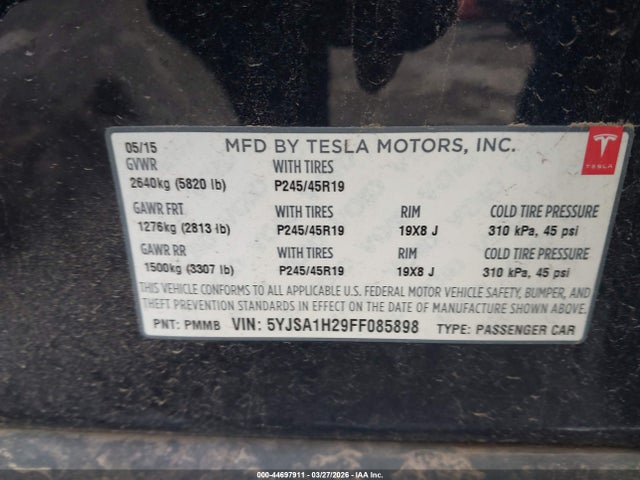 05/15 MFD BY TESLA MOTORS, INC.
TESLA
GVWR WITH TIRES
2640kg (5820 lb) P245/45R19
GAWR FRT WITH TIRES RIM COLD TIRE PRESSURE
1276kg (2813 lb) P245/45R19 19X8 J 310 kPa, 45 psi
GAWR RR WITH TIRES RIM COLD TIRE PRESSURE
1500kg (3307 lb) P245/45R19 19X8 J 310 kPa, 45 psi
THIS VEHICLE CONFORMS TO ALL APPLICABLE U.S. FEDERAL MOTOR VEHICLE SAFETY, BUMPER, AND
THEFT PREVENTION STANDARDS IN EFFECT ON THE DATE OF MANUFACTURE SHOWN ABOVE.
PNT: PMMB VIN: 5YJSA1H29FF085898 TYPE: PASSENGER CAR
000-44697911 - 03/27/2026 - IAA Inc.